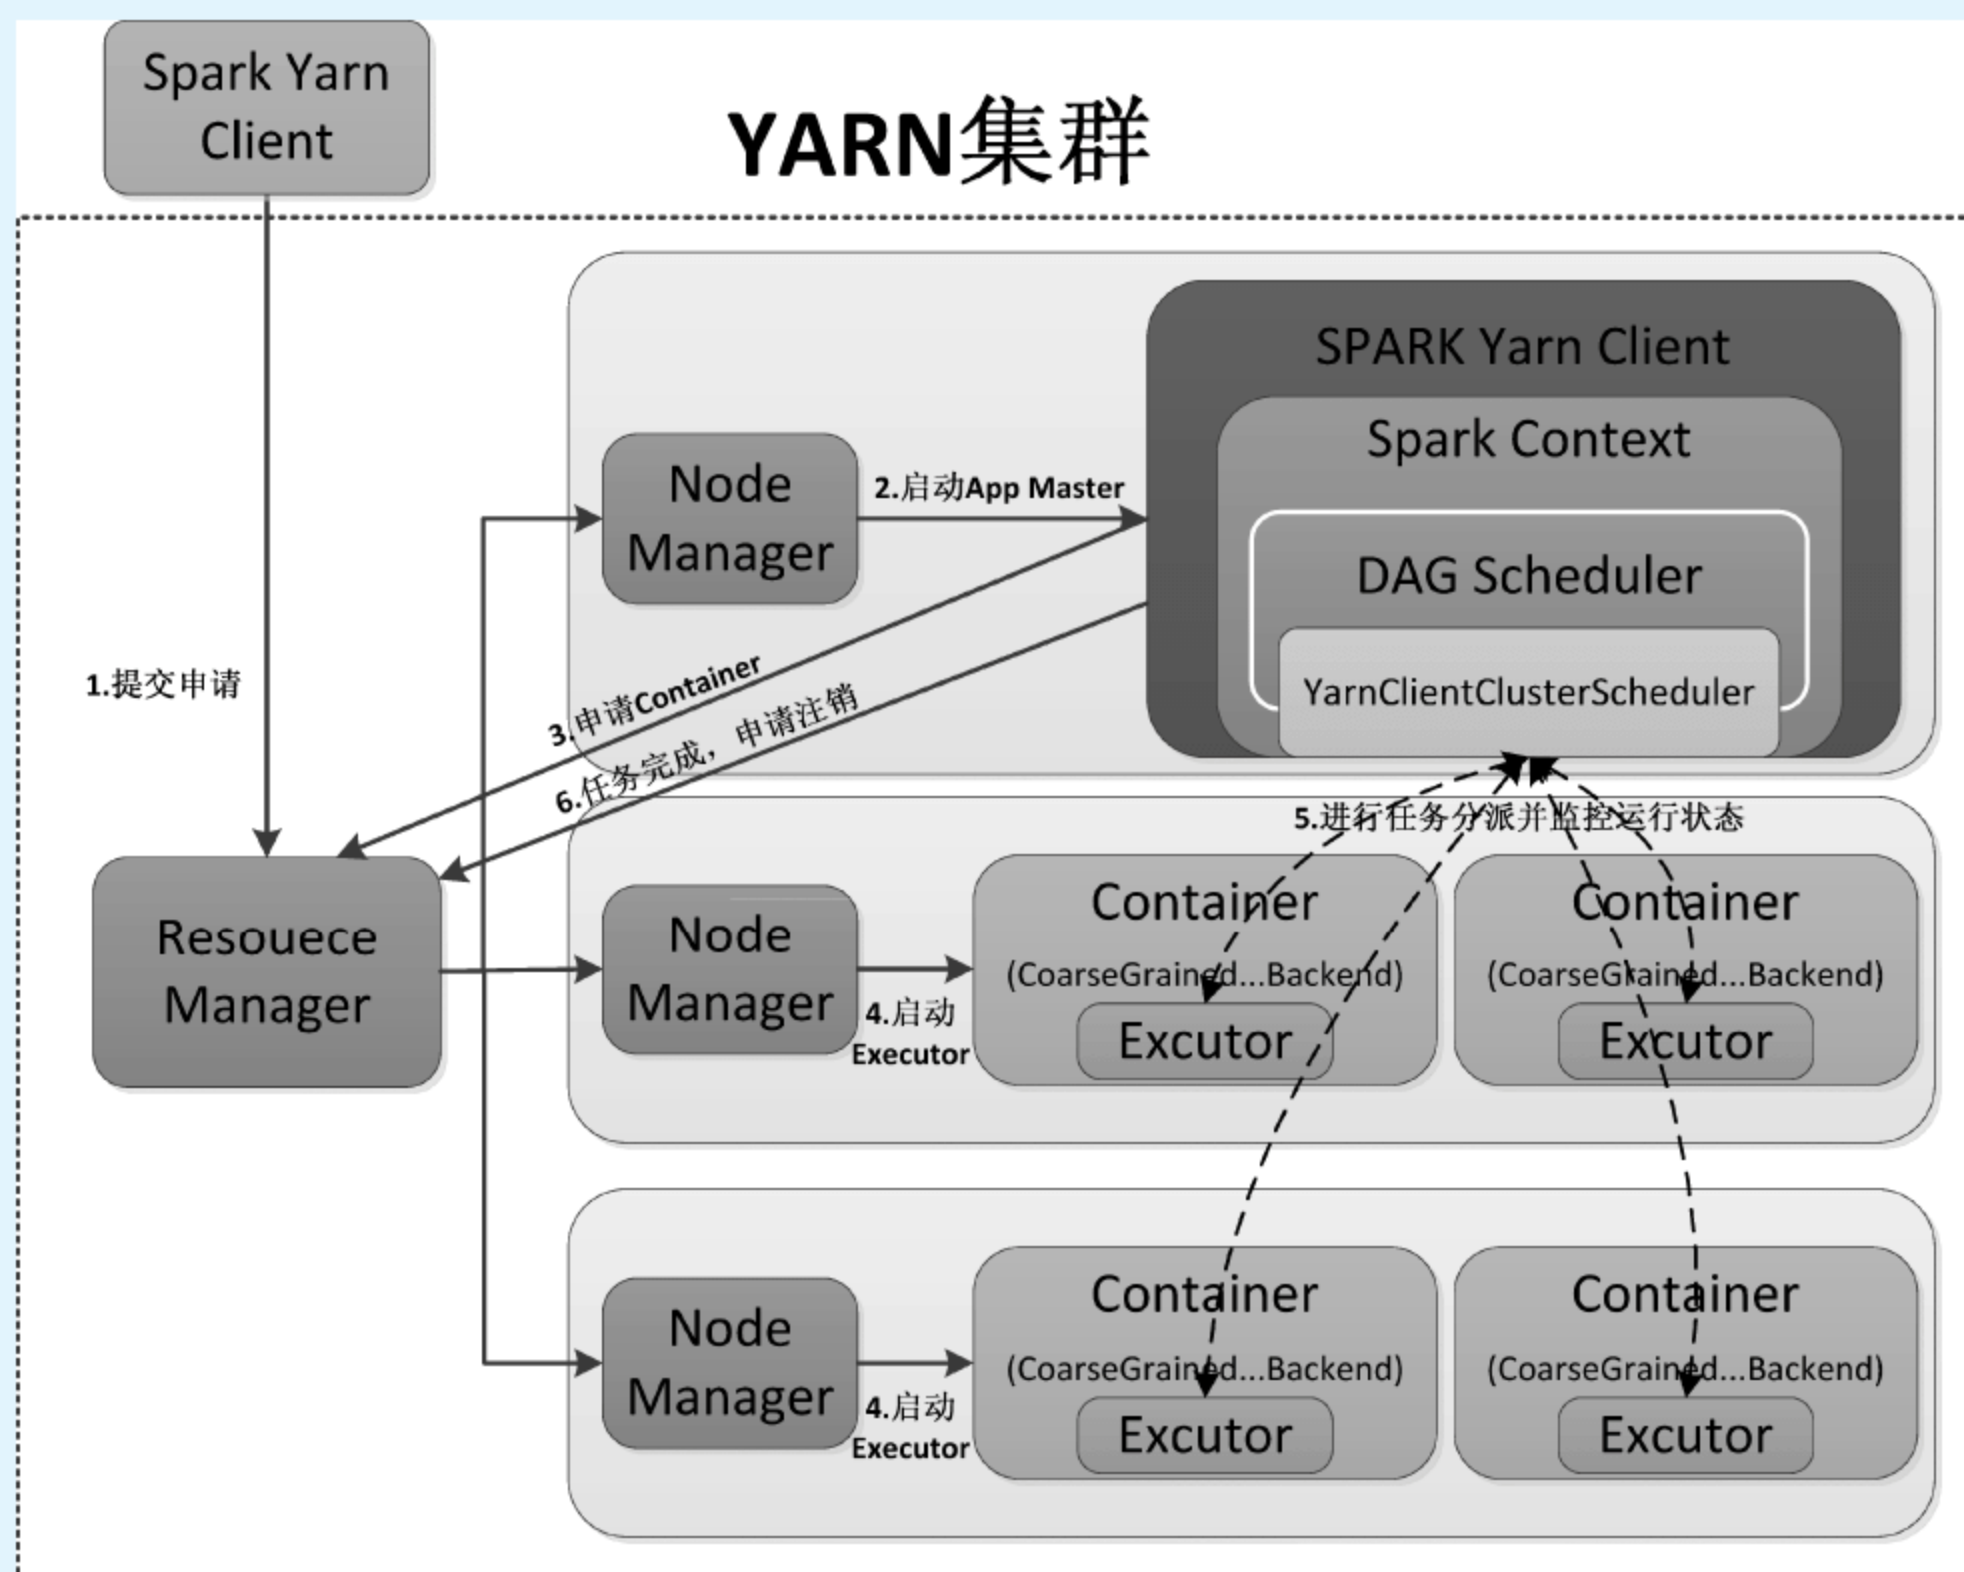 Spark Yarn
Client
YARN集群
SPARK Yarn Client
Spark Context
DAG Scheduler
YarnClientClusterScheduler
Node
Manager
2.启动App Master
1.提交申请
3.申请Container
6.任务完成，申请注销
5.进行任务分派并监控运行状态
Resouece
Manager
Node
Manager
4.启动
Executor
Container
(CoarseGrained...Backend)
Excutor
Container
(CoarseGrained...Backend)
Excutor
Node
Manager
4.启动
Executor
Container
(CoarseGrained...Backend)
Excutor
Container
(CoarseGrained...Backend)
Excutor